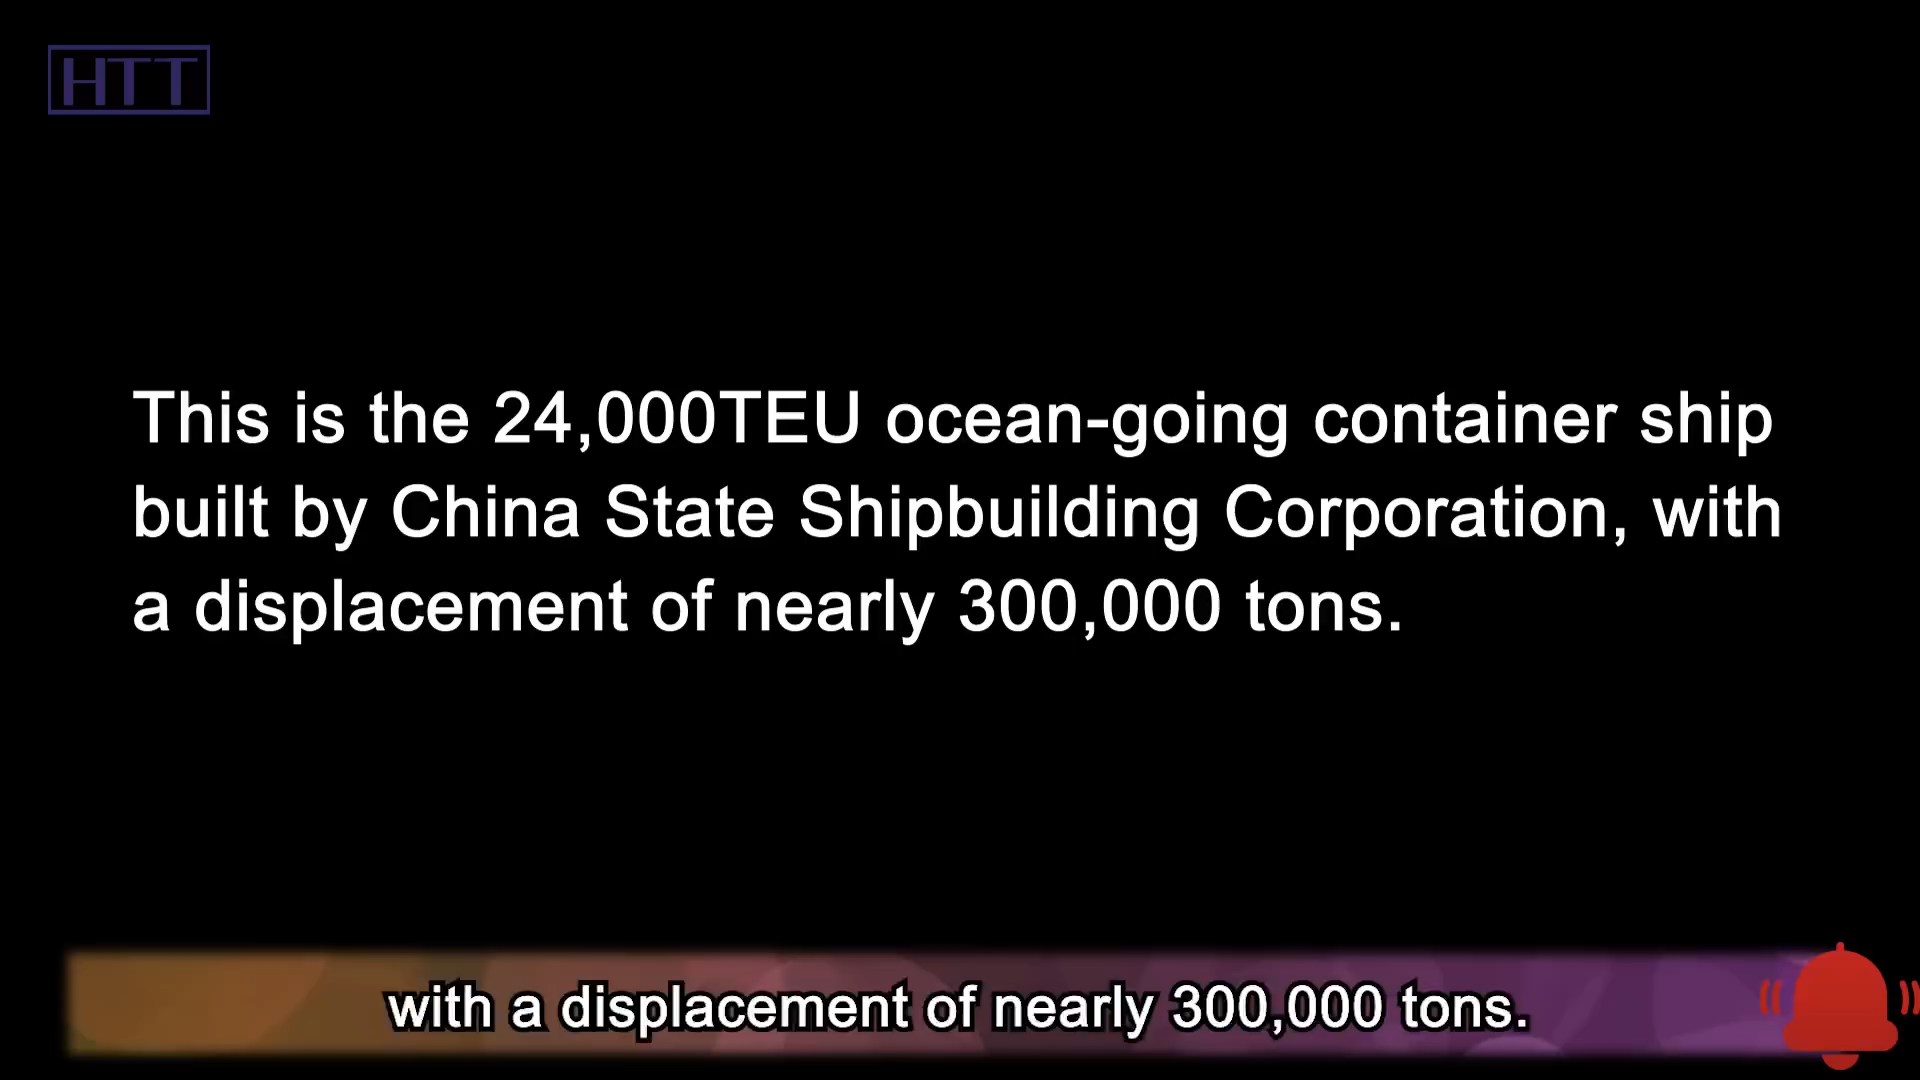 HTT
This is the 24,000TEU ocean-going container ship
built by China State Shipbuilding Corporation, with
a displacement of nearly 300,000 tons.
with a displacement of nearly 300,000 tons.